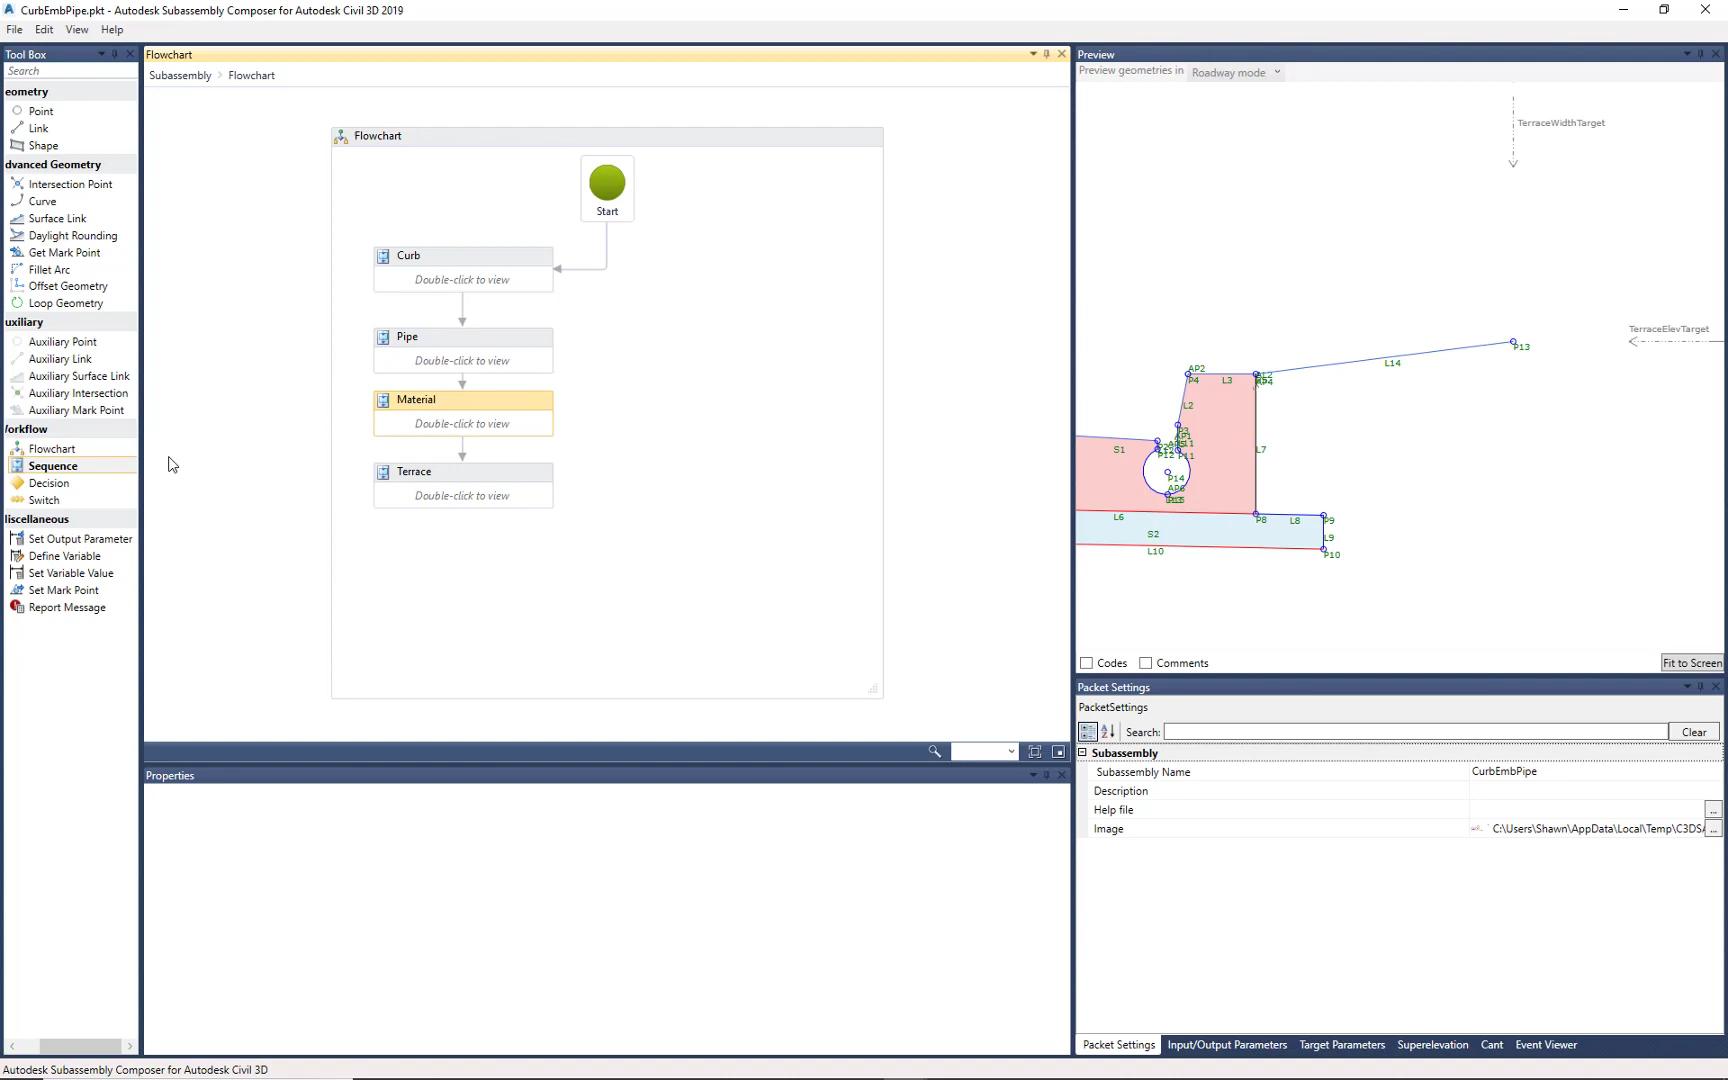 CurbEmbPipe.pkt - Autodesk Subassembly Composer for Autodesk Civil 3D 2019
File Edit View Help
Tool Box
Search
eometry
Point
Link
Shape
dvanced Geometry
Intersection Point
Curve
Surface Link
Daylight Rounding
Get Mark Point
Fillet Arc
Offset Geometry
Loop Geometry
uxiliary
Auxiliary Point
Auxiliary Link
Auxiliary Surface Link
Auxiliary Intersection
Auxiliary Mark Point
/orkflow
Flowchart
Sequence
Decision
Switch
liscellaneous
Set Output Parameter
Define Variable
Set Variable Value
Set Mark Point
Report Message
Flowchart
Subassembly > Flowchart
Flowchart
Start
Curb
Double-click to view
Pipe
Double-click to view
Material
Double-click to view
Terrace
Double-click to view
Properties
Preview
Preview geometries in Roadway mode
TerraceWidthTarget
TerraceElevTarget
P13
L14
AP2
P4 L3
AP4
L2
P3
S1
P12
P11
L7
P14
AP6
L6
P8 L8 P9
S2
L9
L10
P10
Codes Comments Fit to Screen
Packet Settings
PacketSettings
Search: Clear
Subassembly
Subassembly Name CurbEmbPipe
Description
Help file ...
Image C:\Users\Shawn\AppData\Local\Temp\C3DSA ...
Packet Settings Input/Output Parameters Target Parameters Superelevation Cant Event Viewer
Autodesk Subassembly Composer for Autodesk Civil 3D